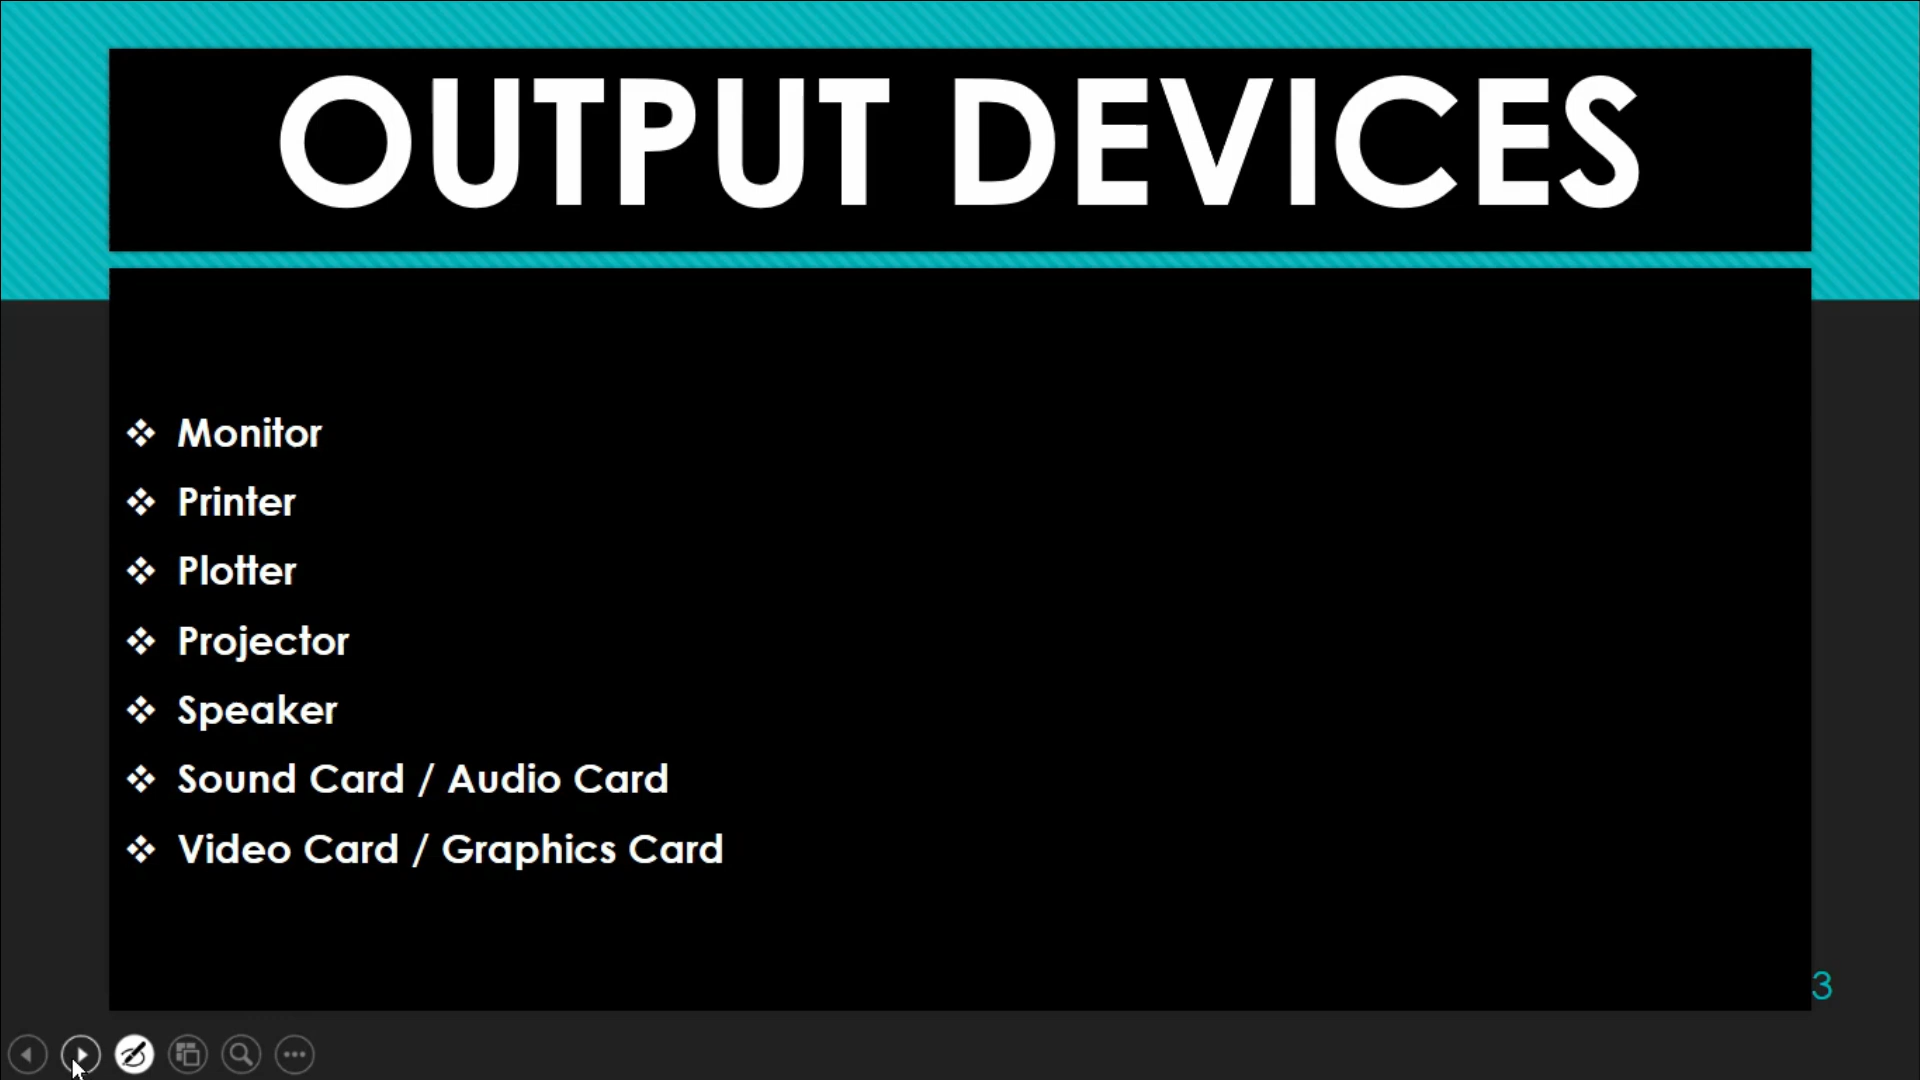 OUTPUT DEVICES
❖ Monitor
❖ Printer
❖ Plotter
❖ Projector
❖ Speaker
❖ Sound Card / Audio Card
❖ Video Card / Graphics Card
3